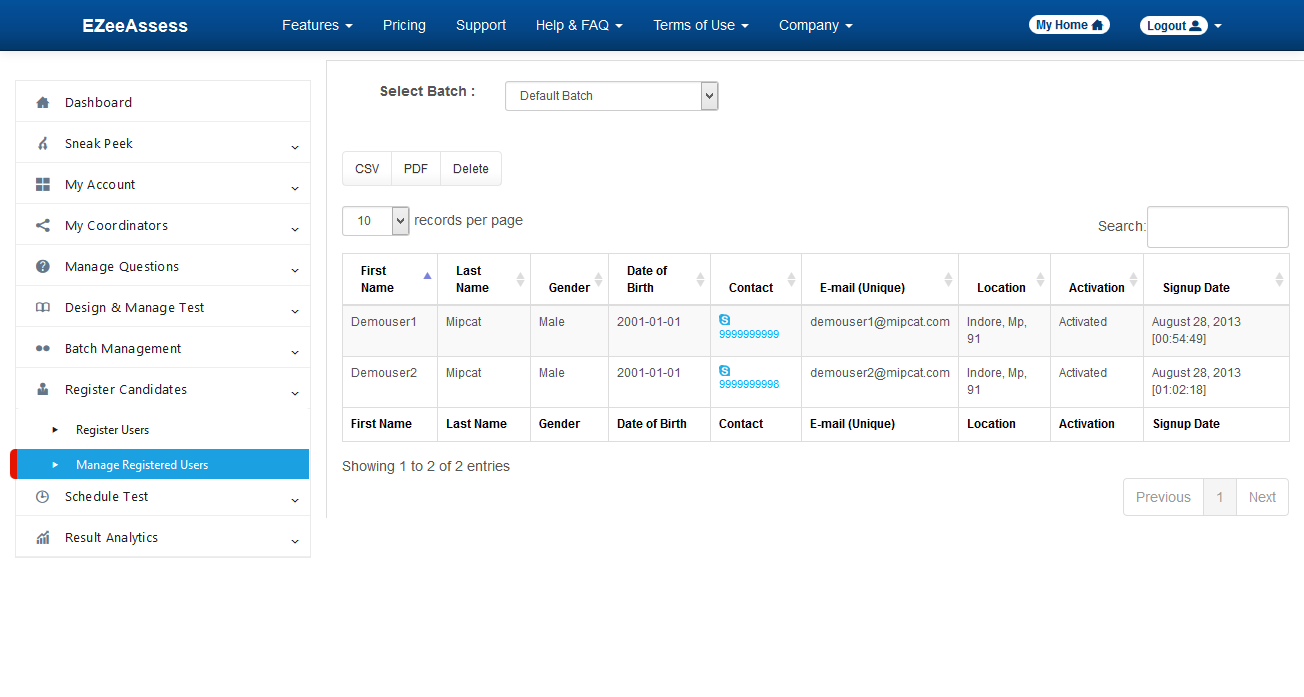 EZeeAssess Features Pricing Support Help & FAQ Terms of Use Company My Home Logout
Dashboard
Sneak Peek
My Account
My Coordinators
Manage Questions
Design & Manage Test
Batch Management
Register Candidates
Register Users
Manage Registered Users
Schedule Test
Result Analytics
Select Batch : Default Batch
CSV PDF Delete
10 records per page
Search:
First Name Last Name Gender Date of Birth Contact E-mail (Unique) Location Activation Signup Date
Demouser1 Mipcat Male 2001-01-01 9999999999 demouser1@mipcat.com Indore, Mp, 91 Activated August 28, 2013 [00:54:49]
Demouser2 Mipcat Male 2001-01-01 9999999998 demouser2@mipcat.com Indore, Mp, 91 Activated August 28, 2013 [01:02:18]
First Name Last Name Gender Date of Birth Contact E-mail (Unique) Location Activation Signup Date
Showing 1 to 2 of 2 entries
Previous 1 Next